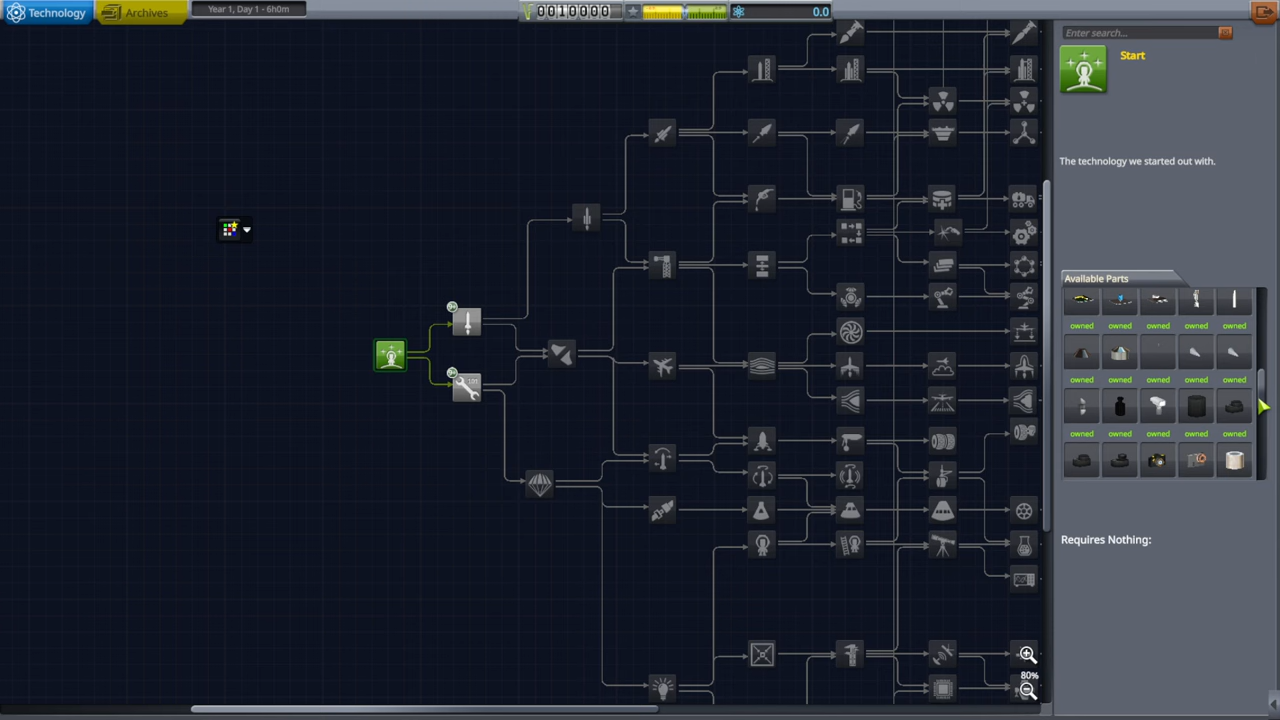 Technology
Archives
Year 1, Day 1 - 6h0m
0010000
0.0
Enter search...
Start
The technology we started out with.
Available Parts
owned owned owned owned owned
owned owned owned owned owned
owned owned owned owned owned
Requires Nothing:
101
80%